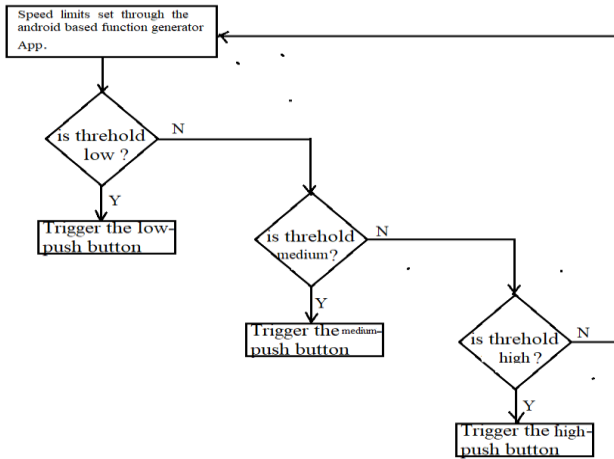 Speed limits set through the
android based function generator
App.
is threhold
low ?
N
Y
Trigger the low-
push button
is threhold
medium?
N
Y
Trigger the medium-
push button
is threhold
high ?
N
Y
Trigger the high-
push button